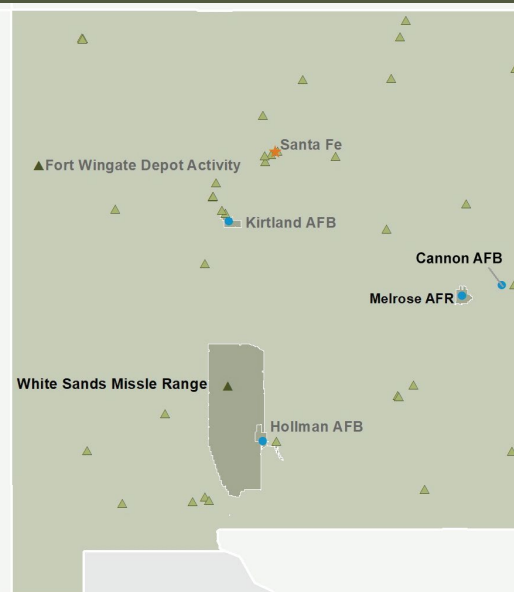 Santa Fe
Fort Wingate Depot Activity
Kirtland AFB
Cannon AFB
Melrose AFR
White Sands Missle Range
Hollman AFB